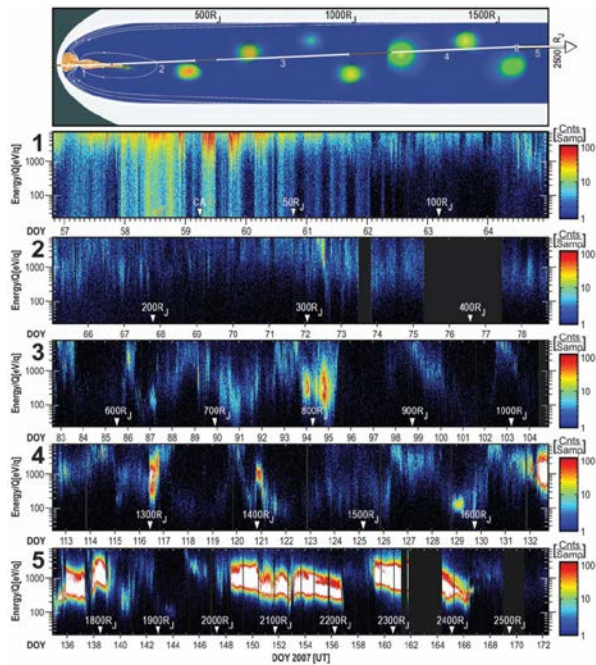 500RJ 1000RJ 1500RJ
1 2 3 4 5
2500 RJ
1
Energy/Q[eV/q]
1000
100
CA 50RJ 100RJ
Cnts
Samp
100
10
1
DOY 57 58 59 60 61 62 63 64
2
Energy/Q[eV/q]
1000
100
200RJ 300RJ 400RJ
Cnts
Samp
100
10
1
DOY 66 67 68 69 70 71 72 73 74 75 76 77 78
3
Energy/Q[eV/q]
1000
100
600RJ 700RJ 800RJ 900RJ 1000RJ
Cnts
Samp
100
10
1
DOY 83 84 85 86 87 88 89 90 91 92 93 94 95 96 97 98 99 100 101 102 103 104
4
Energy/Q[eV/q]
1000
100
1300RJ 1400RJ 1500RJ 1600RJ
Cnts
Samp
100
10
1
DOY 113 114 115 116 117 118 119 120 121 122 123 124 125 126 127 128 129 130 131 132
5
Energy/Q[eV/q]
1000
100
1800RJ 1900RJ 2000RJ 2100RJ 2200RJ 2300RJ 2400RJ 2500RJ
Cnts
Samp
100
10
1
DOY 136 138 140 142 144 146 148 150 152 154 156 158 160 162 164 166 168 170 172
DOY 2007 [UT]